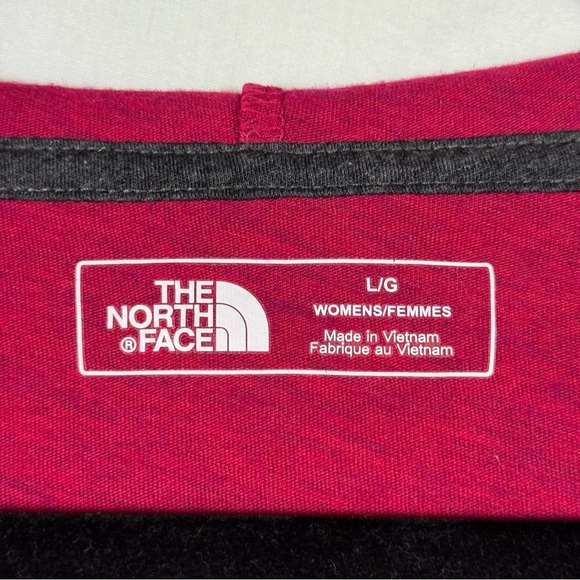 THE
NORTH
®FACE
L/G
WOMENS/FEMMES
Made in Vietnam
Fabrique au Vietnam